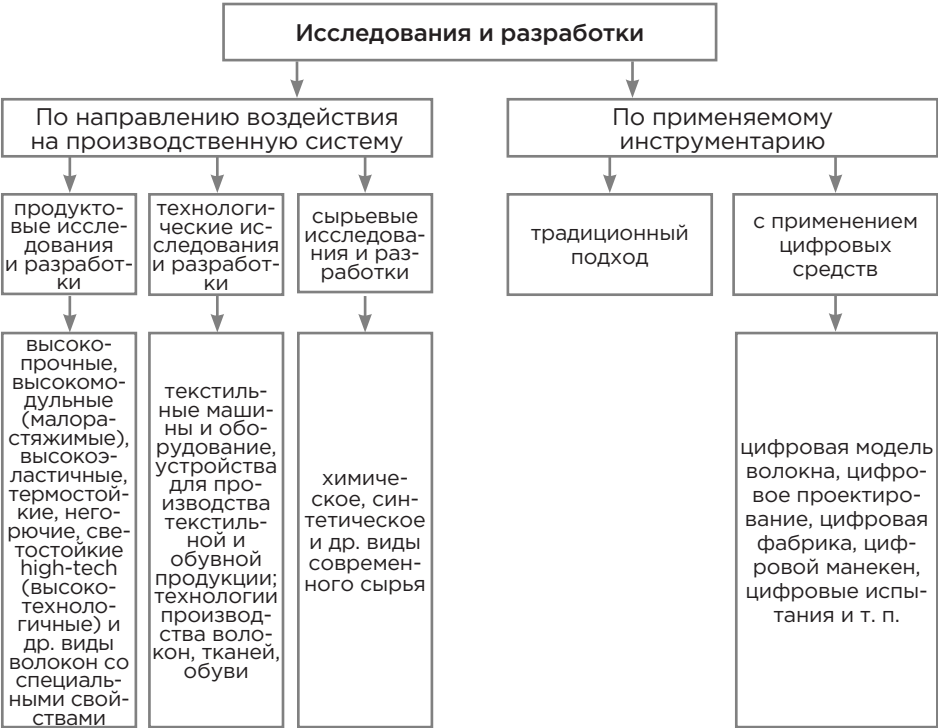 Исследования и разработки
По направлению воздействия
на производственную систему
По применяемому
инструментарию
продукто-
вые иссле-
дования
и разработ-
ки
технологи-
ческие ис-
следования
и разработ-
ки
сырьевые
исследова-
ния и раз-
работки
традиционный
подход
с применением
цифровых
средств
высоко-
прочные,
высокомо-
дульные
(малора-
стяжимые),
высокоэ-
ластичные,
термостой-
кие, него-
рючие, све-
тостойкие
high-tech
(высоко-
техноло-
гичные) и
др. виды
волокон со
специаль-
ными свой-
ствами
текстиль-
ные маши-
ны и обо-
рудование,
устройства
для про-
изводства
текстиль-
ной и
обувной
продукции;
технологии
производ-
ства воло-
кон, тканей,
обуви
химиче-
ское, син-
тетическое
и др. виды
современ-
ного сырья
цифровая модель
волокна, цифро-
вое проектиро-
вание, цифровая
фабрика, циф-
ровой манекен,
цифровые испы-
тания и т. п.